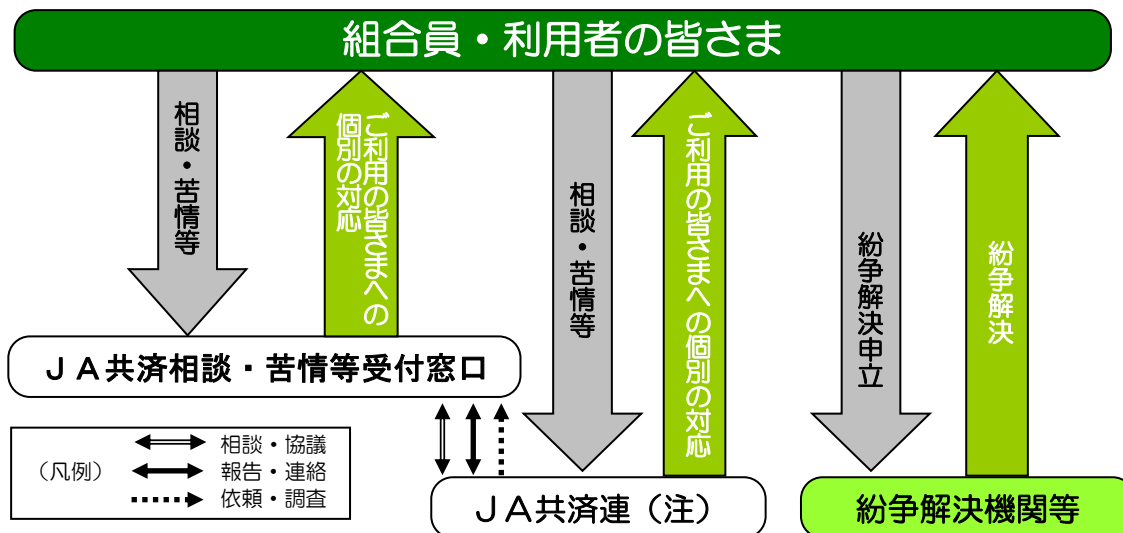 組合員・利用者の皆さま
相談・苦情等
ご利用の皆さまへの
個別の対応
相談・苦情等
ご利用の皆さまへの個別の対応
紛争解決申立
紛争解決
ＪＡ共済相談・苦情等受付窓口
（凡例）
相談・協議
報告・連絡
依頼・調査
ＪＡ共済連（注）
紛争解決機関等